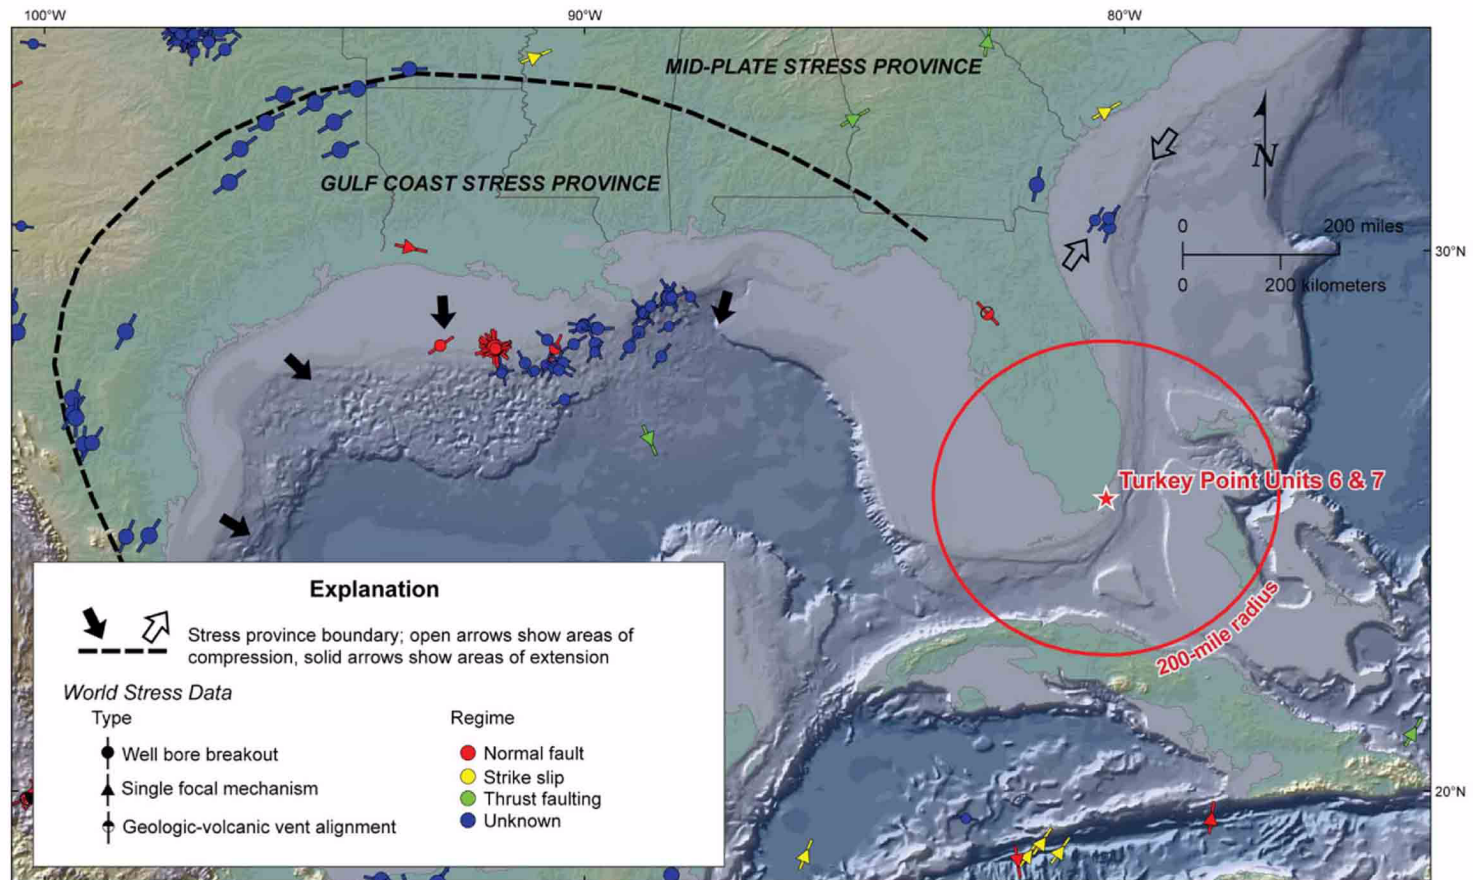 100°W 90°W 80°W
MID-PLATE STRESS PROVINCE
N
GULF COAST STRESS PROVINCE
0 200 miles
30°N
0 200 kilometers
Turkey Point Units 6 & 7
200-mile radius
Explanation
Stress province boundary; open arrows show areas of
compression, solid arrows show areas of extension
World Stress Data
Type Regime
Well bore breakout Normal fault
Single focal mechanism Strike slip
Geologic-volcanic vent alignment Thrust faulting
Unknown
20°N